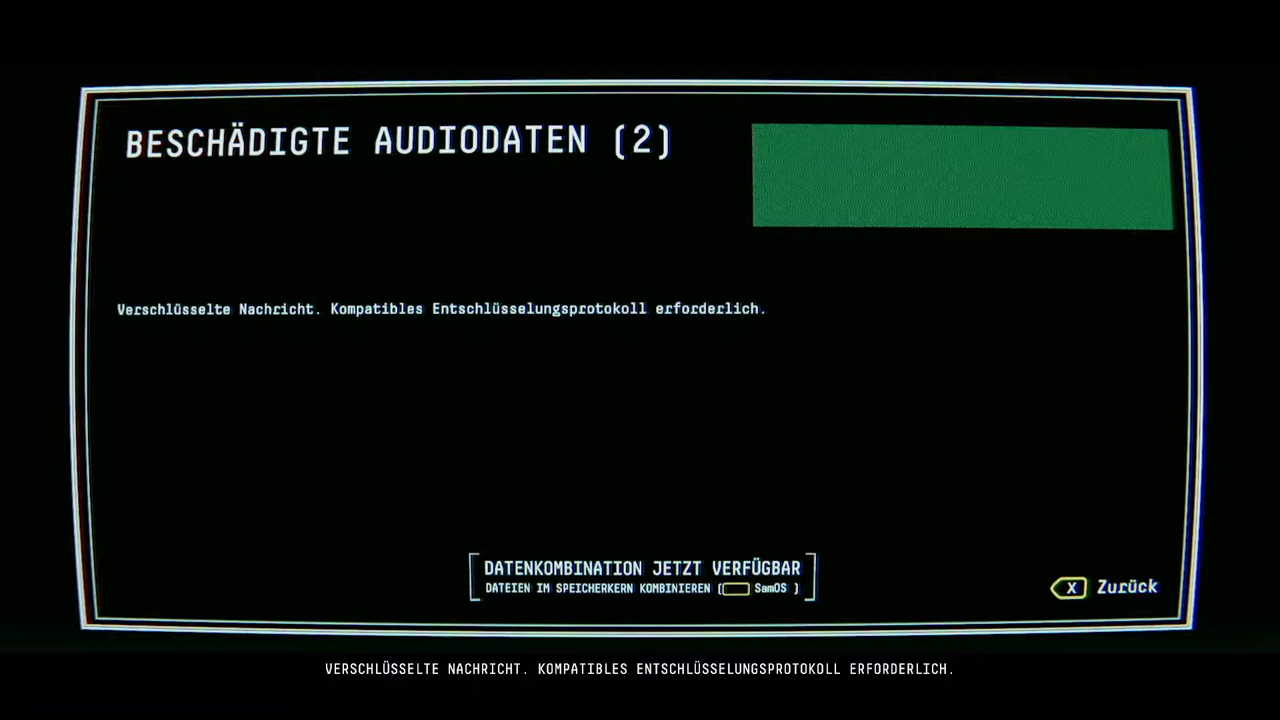 BESCHÄDIGTE AUDIODATEN (2)
Verschlüsselte Nachricht. Kompatibles Entschlüsselungsprotokoll erforderlich.
DATENKOMBINATION JETZT VERFÜGBAR
DATEIEN IM SPEICHERKERN KOMBINIEREN ( SamOS )
X Zurück
VERSCHLÜSSELTE NACHRICHT. KOMPATIBLES ENTSCHLÜSSELUNGSPROTOKOLL ERFORDERLICH.